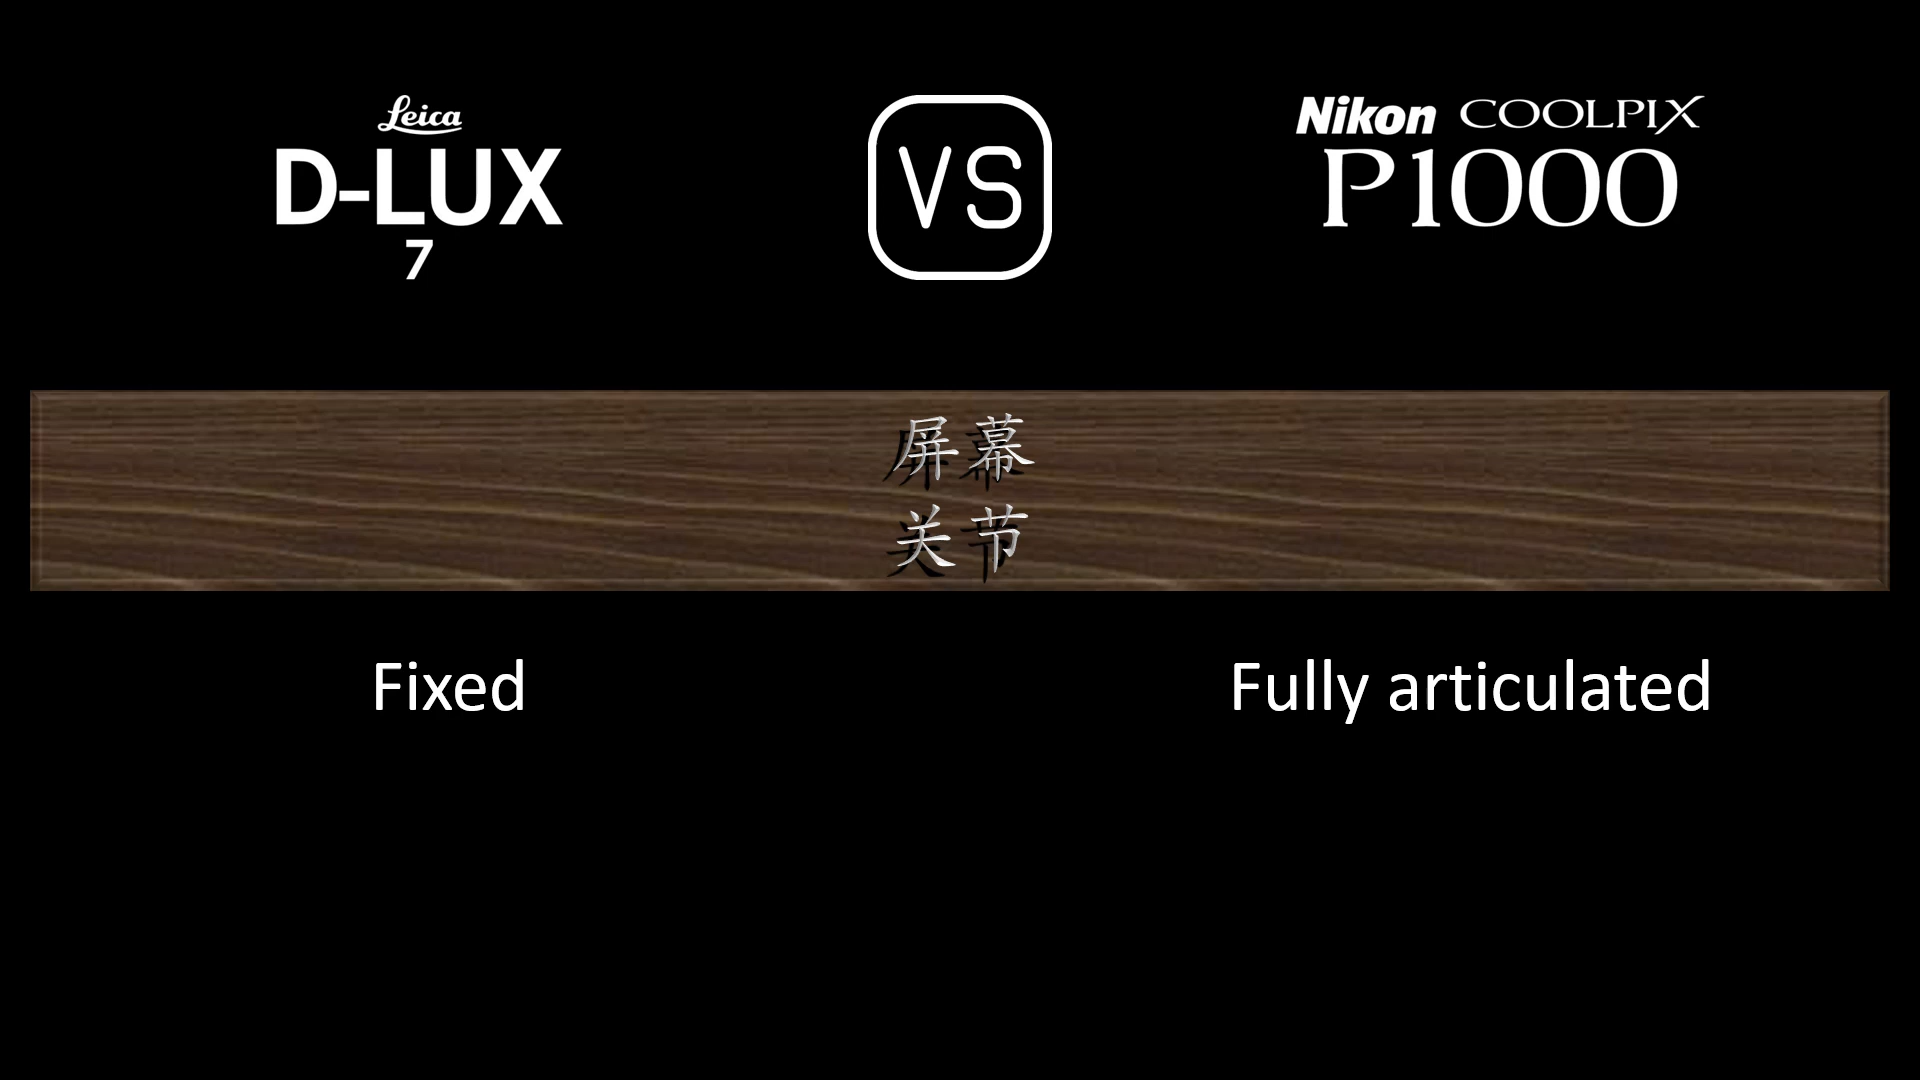 Leica
D-LUX
7
VS
Nikon COOLPIX
P1000
屏幕
关节
Fixed
Fully articulated